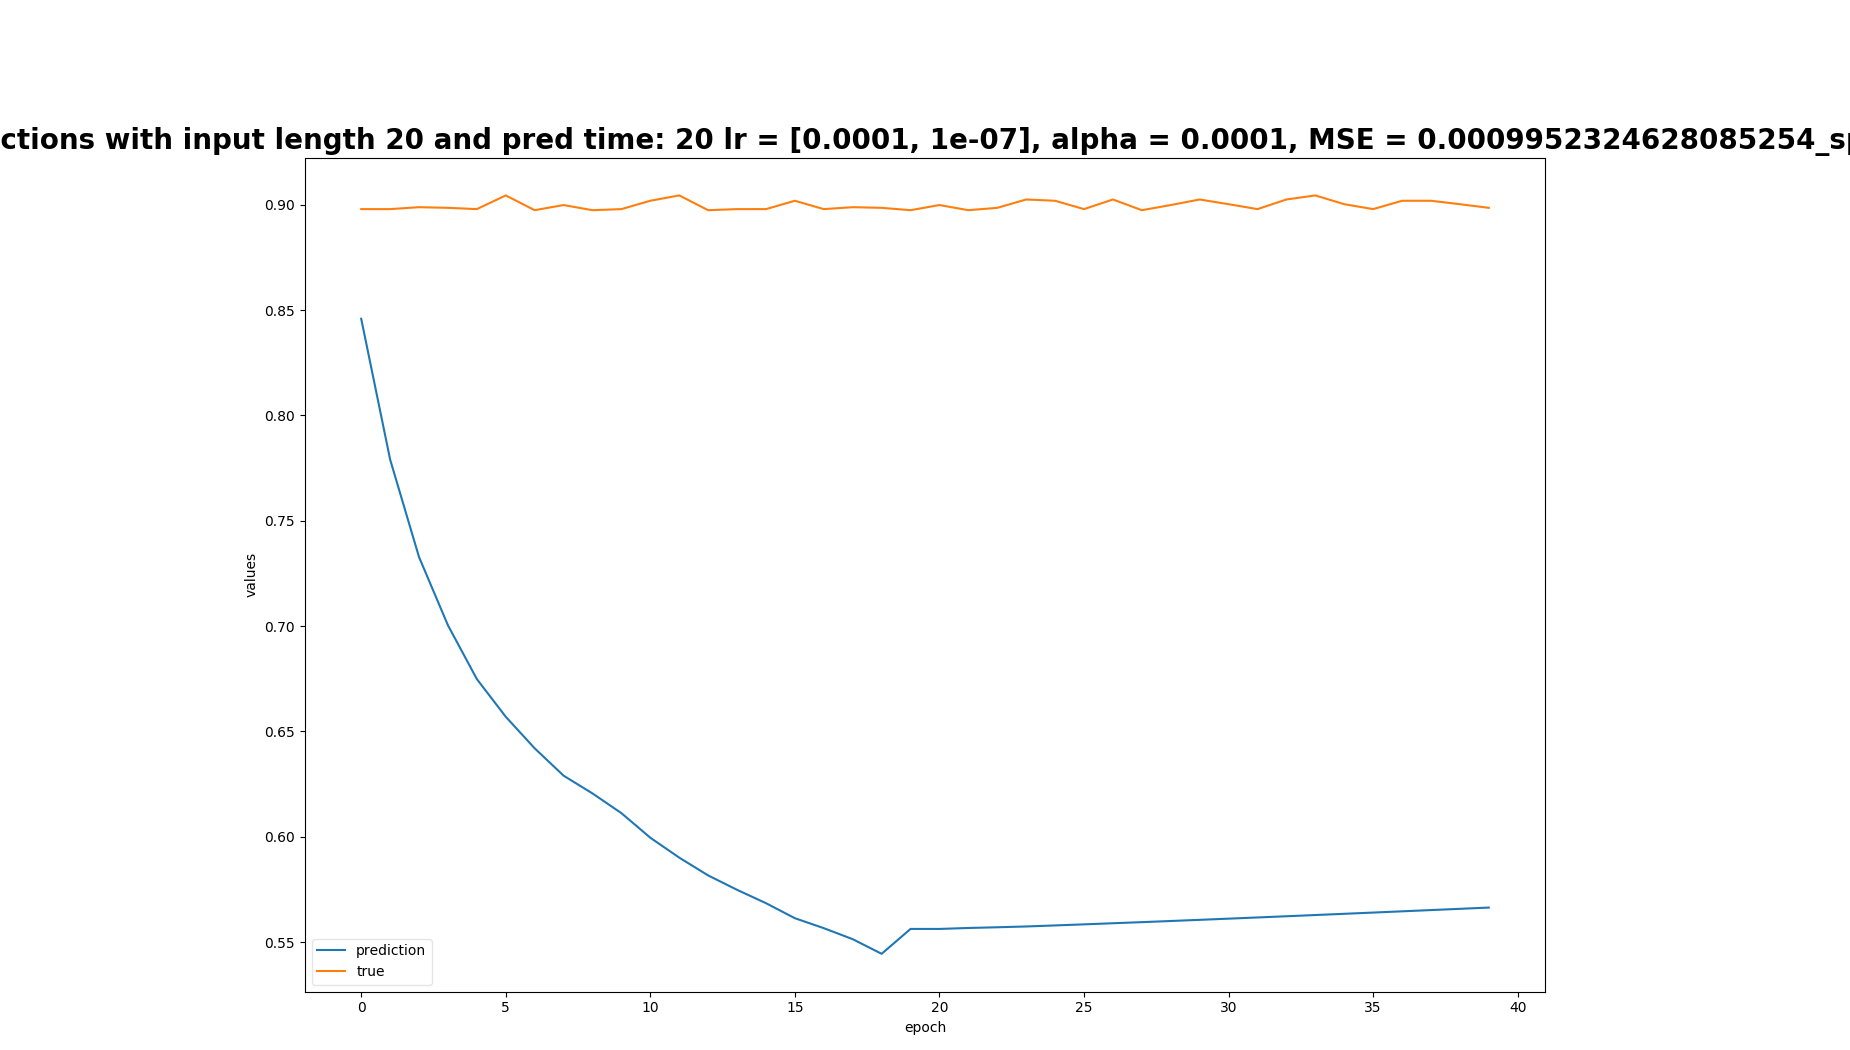 ctions with input length 20 and pred time: 20 lr = [0.0001, 1e-07], alpha = 0.0001, MSE = 0.0009952324628085254_sp
0.90
0.85
0.80
0.75
0.70
0.65
0.60
0.55
values
prediction
true
0 5 10 15 20 25 30 35 40
epoch